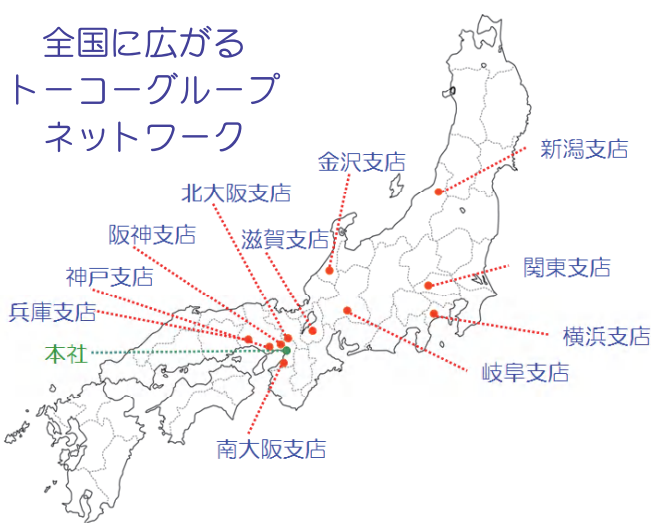 全国に広がる
トーコーグループ
ネットワーク
新潟支店
金沢支店
北大阪支店
阪神支店
滋賀支店
神戸支店
関東支店
兵庫支店
横浜支店
本社
岐阜支店
南大阪支店